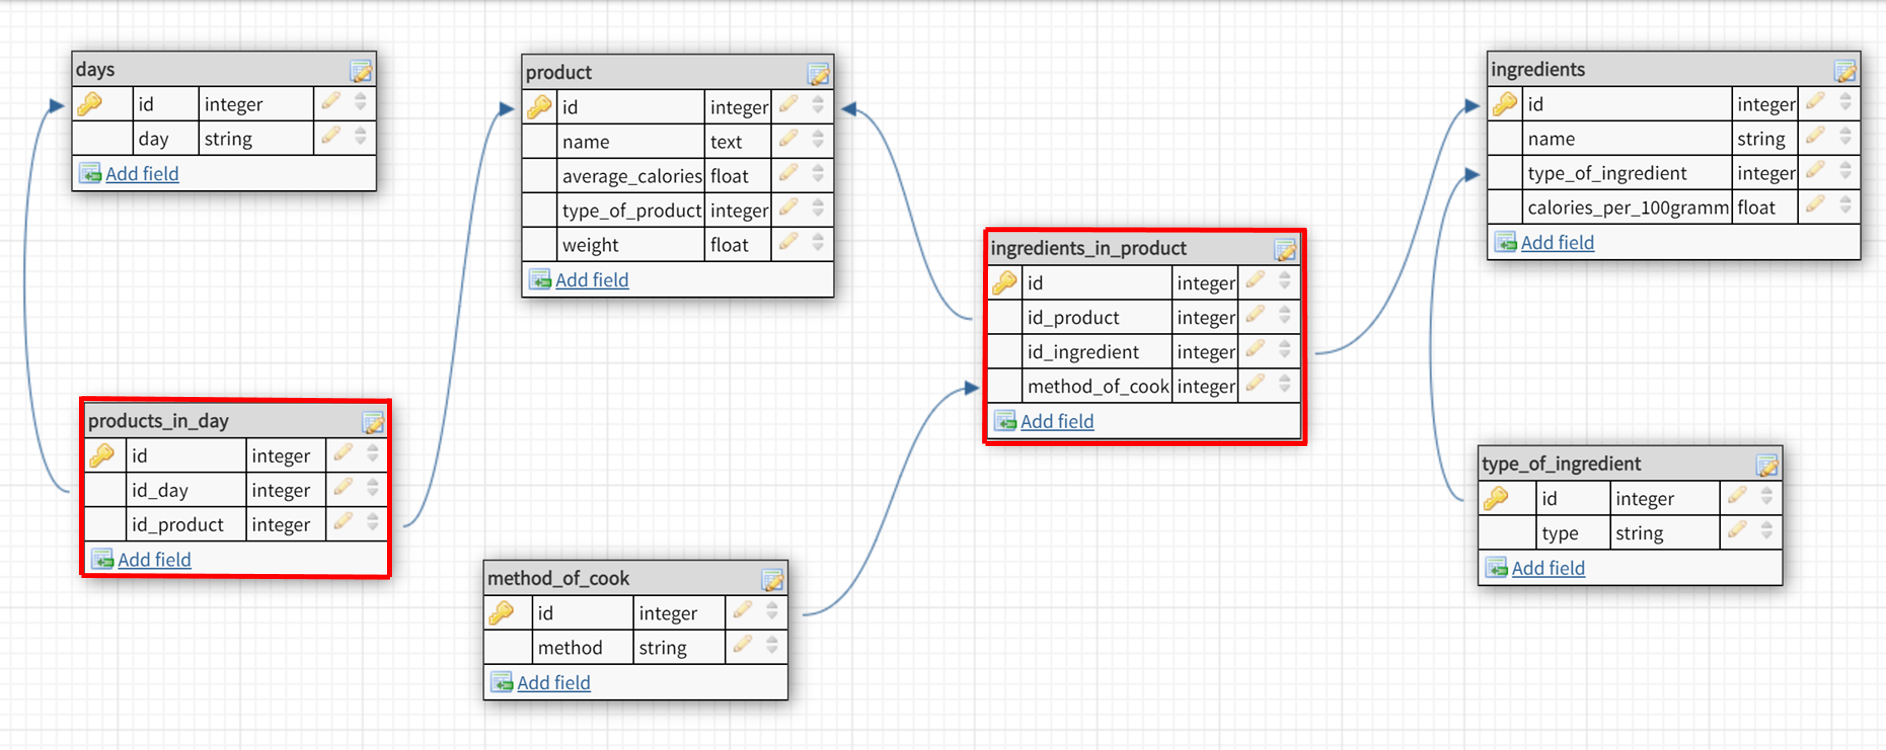 days
id integer
day string
Add field
product
id integer
name text
average_calories float
type_of_product integer
weight float
Add field
ingredients
id integer
name string
type_of_ingredient integer
calories_per_100gramm float
Add field
ingredients_in_product
id integer
id_product integer
id_ingredient integer
method_of_cook integer
Add field
products_in_day
id integer
id_day integer
id_product integer
Add field
method_of_cook
id integer
method string
Add field
type_of_ingredient
id integer
type string
Add field